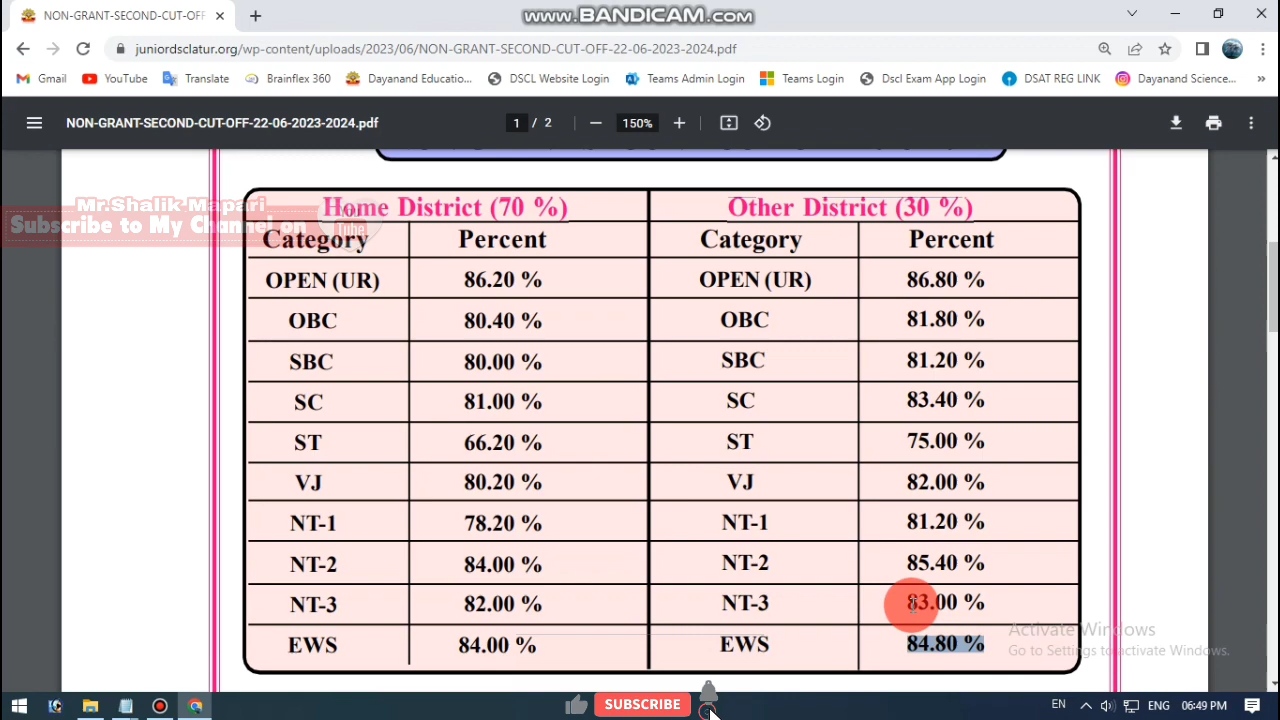 NON-GRANT-SECOND-CUT-OFF
www.BANDICAM.com
juniordsclatur.org/wp-content/uploads/2023/06/NON-GRANT-SECOND-CUT-OFF-22-06-2023-2024.pdf
Gmail YouTube Translate Brainflex 360 Dayanand Educatio... DSCL Website Login Teams Admin Login Teams Login Dscl Exam App Login DSAT REG LINK Dayanand Science...
NON-GRANT-SECOND-CUT-OFF-22-06-2023-2024.pdf 1 / 2 150%
Mr.Shalik Mapari
Subscribe to My Channel on
You Tube
Home District (70 %) Other District (30 %)
Category Percent Category Percent
OPEN (UR) 86.20 % OPEN (UR) 86.80 %
OBC 80.40 % OBC 81.80 %
SBC 80.00 % SBC 81.20 %
SC 81.00 % SC 83.40 %
ST 66.20 % ST 75.00 %
VJ 80.20 % VJ 82.00 %
NT-1 78.20 % NT-1 81.20 %
NT-2 84.00 % NT-2 85.40 %
NT-3 82.00 % NT-3 83.00 %
EWS 84.00 % EWS 84.80 %
Activate Windows
Go to Settings to activate Windows.
SUBSCRIBE
EN ENG 06:49 PM